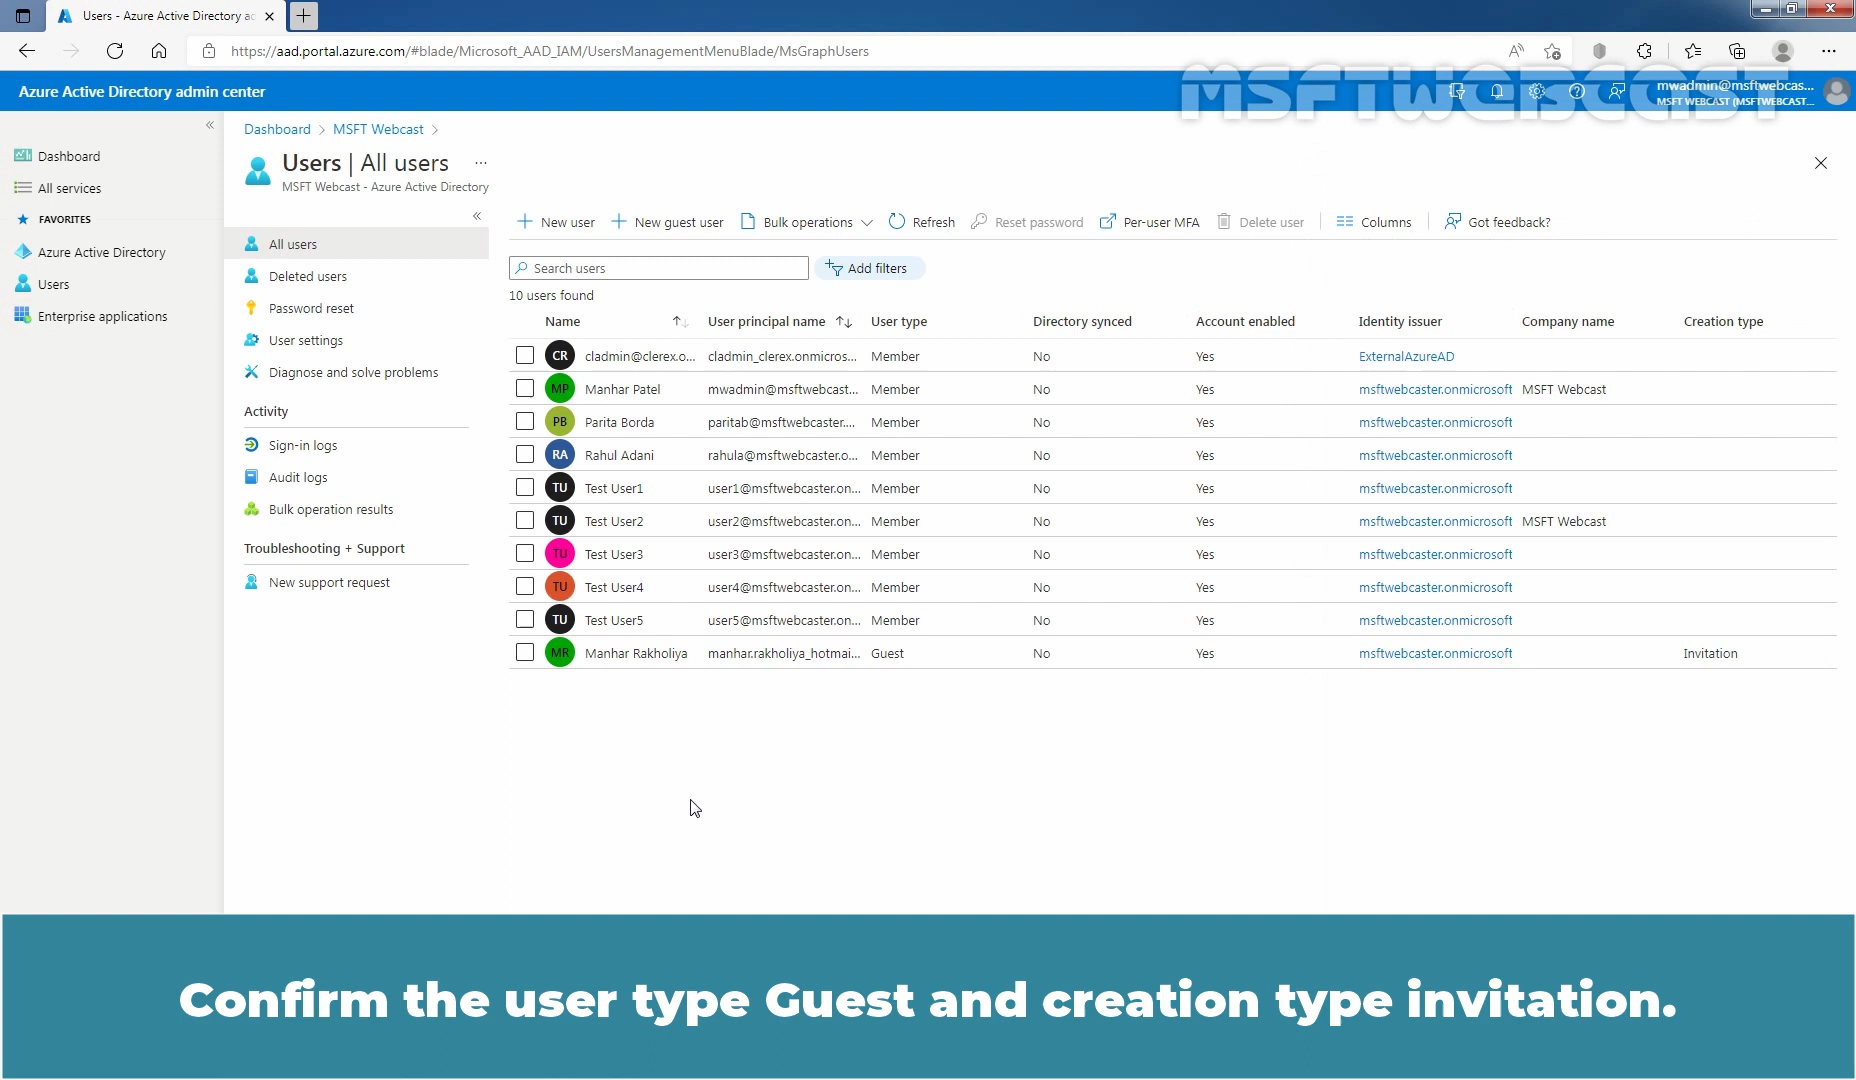 Users - Azure Active Directory ac
https://aad.portal.azure.com/#blade/Microsoft_AAD_IAM/UsersManagementMenuBlade/MsGraphUsers
MSFTWEBCAST
Azure Active Directory admin center
mwadmin@msftwebcas...
MSFT WEBCAST (MSFTWEBCAST...
Dashboard
All services
FAVORITES
Azure Active Directory
Users
Enterprise applications
Dashboard > MSFT Webcast >
Users | All users ...
MSFT Webcast - Azure Active Directory
All users
Deleted users
Password reset
User settings
Diagnose and solve problems
Activity
Sign-in logs
Audit logs
Bulk operation results
Troubleshooting + Support
New support request
New user New guest user Bulk operations Refresh Reset password Per-user MFA Delete user Columns Got feedback?
Search users Add filters
10 users found
Name User principal name User type Directory synced Account enabled Identity issuer Company name Creation type
CR cladmin@clerex.o... cladmin_clerex.onmicros... Member No Yes ExternalAzureAD
MP Manhar Patel mwadmin@msftwebcast... Member No Yes msftwebcaster.onmicrosoft MSFT Webcast
PB Parita Borda paritab@msftwebcaster.... Member No Yes msftwebcaster.onmicrosoft
RA Rahul Adani rahula@msftwebcaster.o... Member No Yes msftwebcaster.onmicrosoft
TU Test User1 user1@msftwebcaster.on... Member No Yes msftwebcaster.onmicrosoft
TU Test User2 user2@msftwebcaster.on... Member No Yes msftwebcaster.onmicrosoft MSFT Webcast
TU Test User3 user3@msftwebcaster.on... Member No Yes msftwebcaster.onmicrosoft
TU Test User4 user4@msftwebcaster.on... Member No Yes msftwebcaster.onmicrosoft
TU Test User5 user5@msftwebcaster.on... Member No Yes msftwebcaster.onmicrosoft
MR Manhar Rakholiya manhar.rakholiya_hotmai... Guest No Yes msftwebcaster.onmicrosoft Invitation
Confirm the user type Guest and creation type invitation.